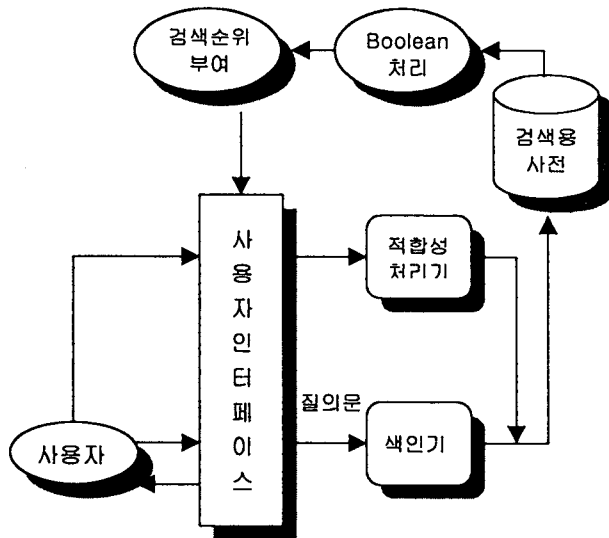 검색순위
부여
Boolean
처리
검색용
사전
사용자인터페이스
적합성
처리기
질의문
색인기
사용자